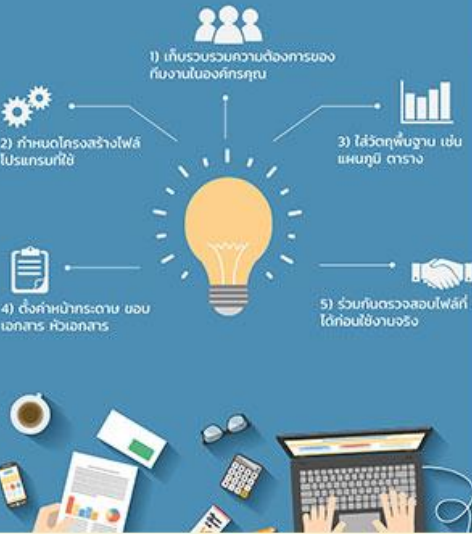 1) เก็บรวบรวมความต้องการของ
ทีมงานในองค์กรคุณ
2) กำหนดโครงสร้างไฟล์
โปรแกรมที่ใช้
3) ใส่วัตถุพื้นฐาน เช่น
แผนภูมิ ตาราง
4) ตั้งค่าหน้ากระดาษ ขอบ
เอกสาร หัวเอกสาร
5) ร่วมกันตรวจสอบไฟล์ที่
ได้ก่อนใช้งานจริง